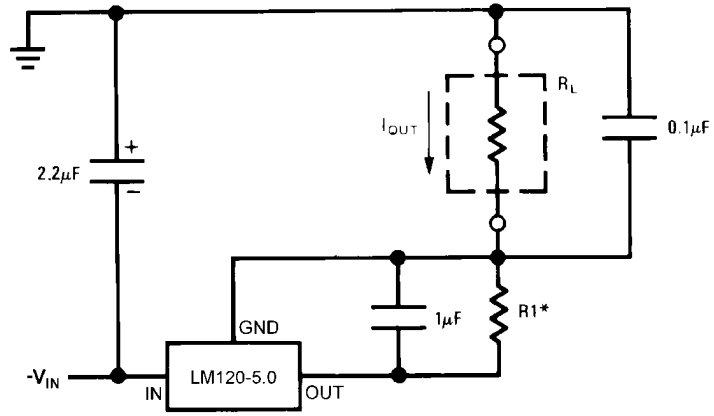 R_L
I_OUT
0.1μF
+
2.2μF
−
R1*
1μF
GND
-V_IN
IN
LM120-5.0
OUT